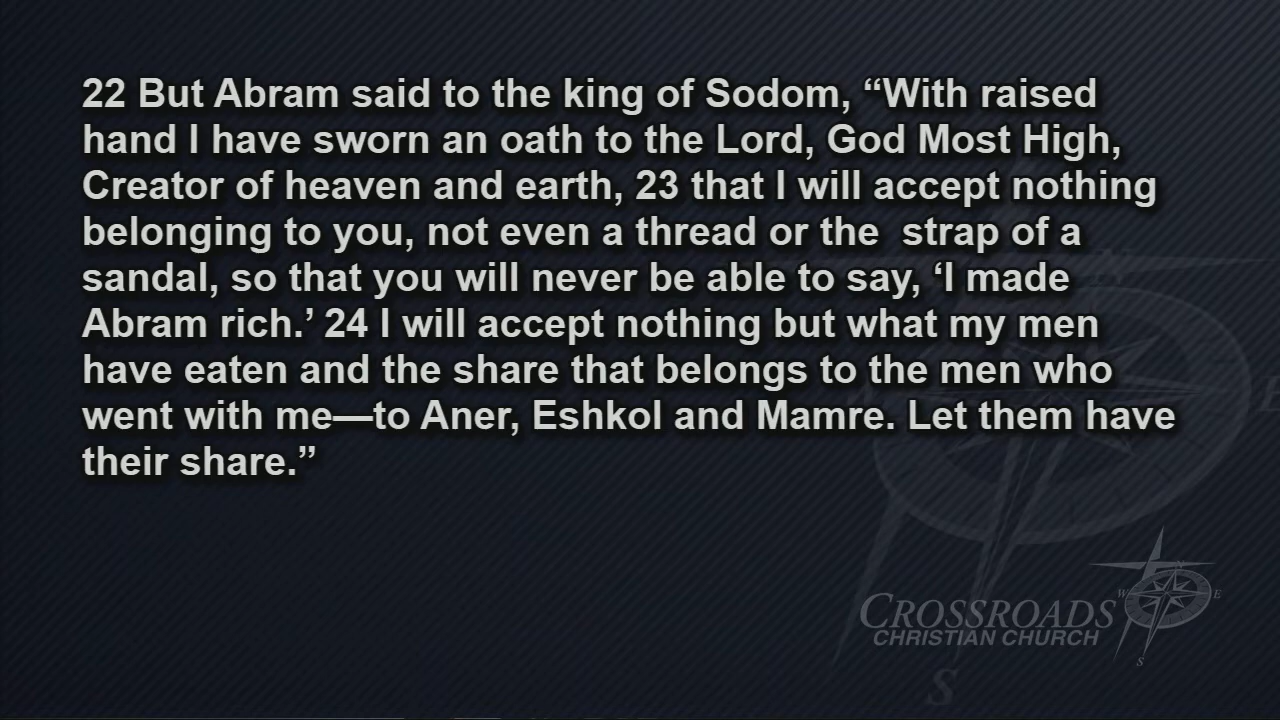 22 But Abram said to the king of Sodom, “With raised
hand I have sworn an oath to the Lord, God Most High,
Creator of heaven and earth, 23 that I will accept nothing
belonging to you, not even a thread or the  strap of a
sandal, so that you will never be able to say, ‘I made
Abram rich.’ 24 I will accept nothing but what my men
have eaten and the share that belongs to the men who
went with me—to Aner, Eshkol and Mamre. Let them have
their share.”
N
E
S
CROSSROADS
CHRISTIAN CHURCH
N
W
E
S